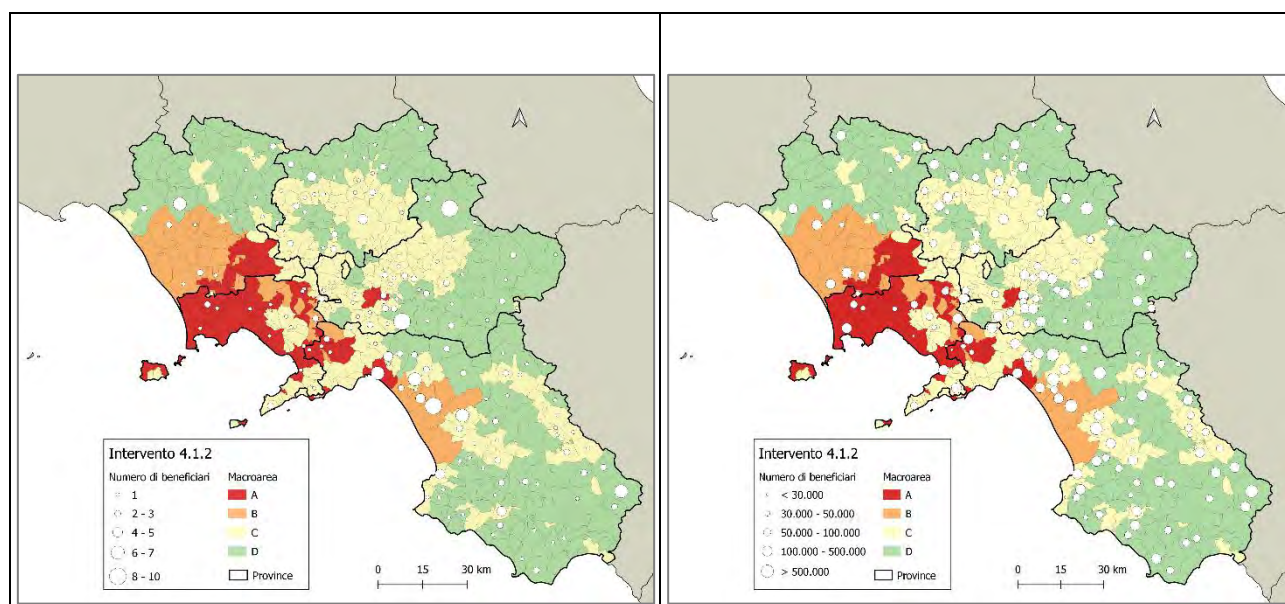 Intervento 4.1.2
Numero di beneficiari Macroarea
1 A
2 - 3 B
4 - 5 C
6 - 7 D
8 - 10 Province
0 15 30 km
Intervento 4.1.2
Numero di beneficiari Macroarea
< 30.000 A
30.000 - 50.000 B
50.000 - 100.000 C
100.000 - 500.000 D
> 500.000 Province
0 15 30 km